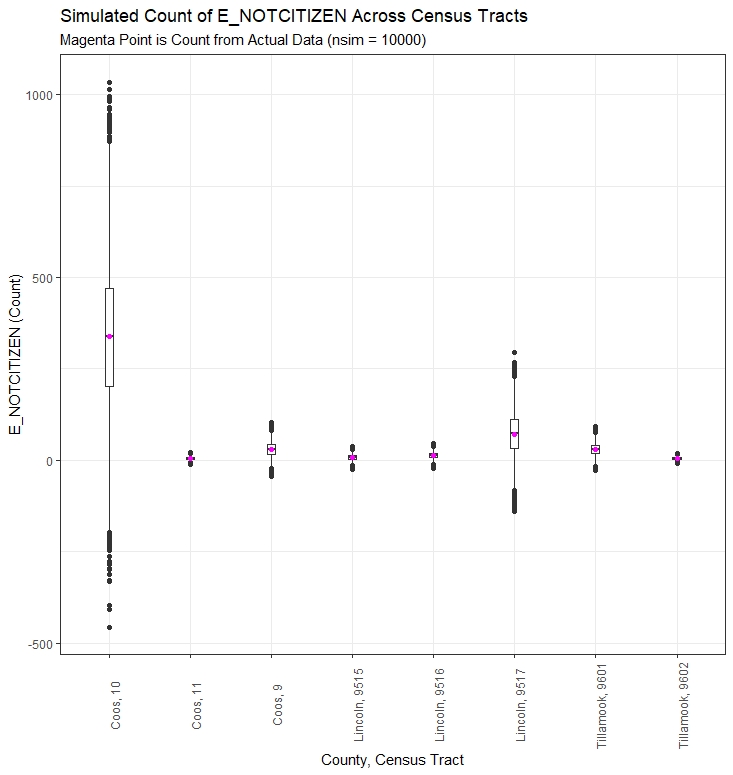 Simulated Count of E_NOTCITIZEN Across Census Tracts
Magenta Point is Count from Actual Data (nsim = 10000)
E_NOTCITIZEN (Count)
1000
500
0
-500
Coos, 10
Coos, 11
Coos, 9
Lincoln, 9515
Lincoln, 9516
Lincoln, 9517
Tillamook, 9601
Tillamook, 9602
County, Census Tract